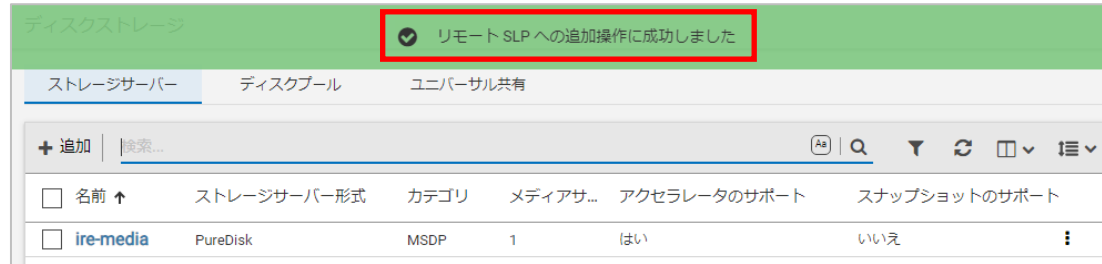 ディスクストレージ
リモート SLP への追加操作に成功しました
ストレージサーバー ディスクプール ユニバーサル共有
追加 検索... Aa
名前 ストレージサーバー形式 カテゴリ メディアサ... アクセラレータのサポート スナップショットのサポート
ire-media PureDisk MSDP 1 はい いいえ